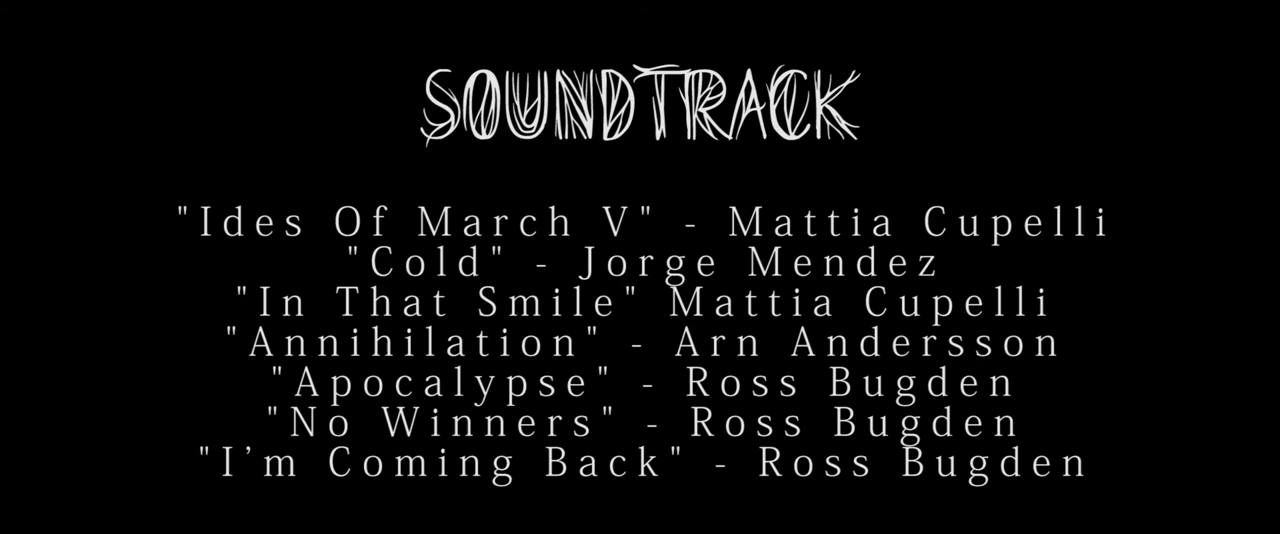 SOUNDTRACK
"Ides Of March V" - Mattia Cupelli
"Cold" - Jorge Mendez
"In That Smile" Mattia Cupelli
"Annihilation" - Arn Andersson
"Apocalypse" - Ross Bugden
"No Winners" - Ross Bugden
"I’m Coming Back" - Ross Bugden